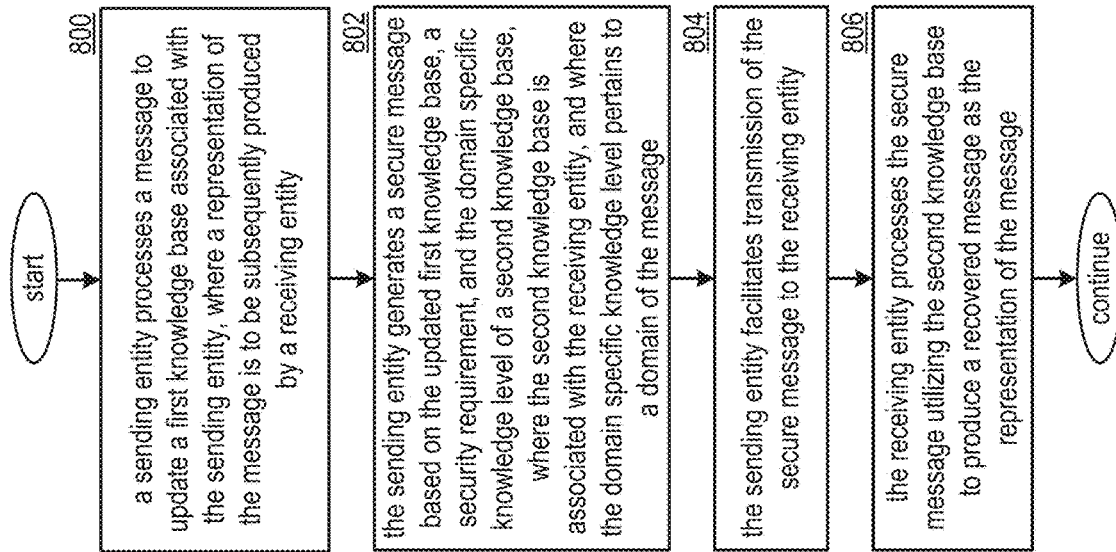 start
800
a sending entity processes a message to
update a first knowledge base associated with
the sending entity, where a representation of
the message is to be subsequently produced
by a receiving entity
802
the sending entity generates a secure message
based on the updated first knowledge base, a
security requirement, and the domain specific
knowledge level of a second knowledge base,
where the second knowledge base is
associated with the receiving entity, and where
the domain specific knowledge level pertains to
a domain of the message
804
the sending entity facilitates transmission of the
secure message to the receiving entity
806
the receiving entity processes the secure
message utilizing the second knowledge base
to produce a recovered message as the
representation of the message
continue